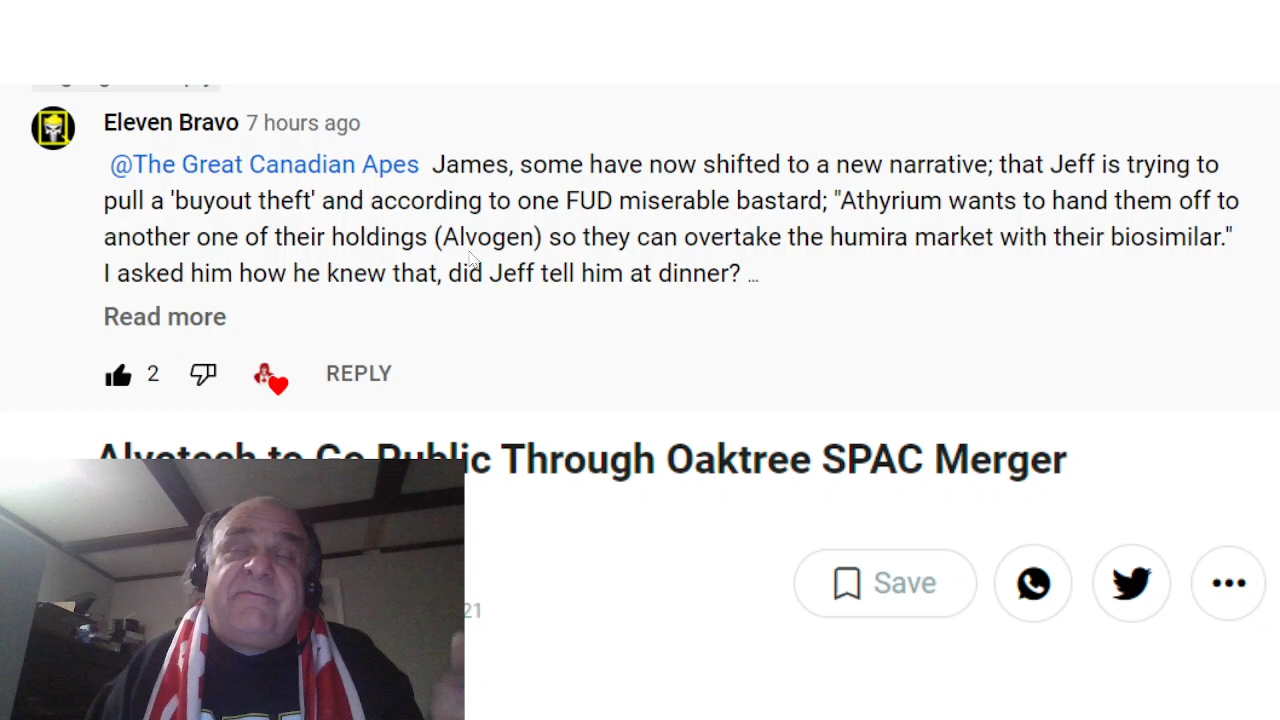 Eleven Bravo 7 hours ago
@The Great Canadian Apes James, some have now shifted to a new narrative; that Jeff is trying to
pull a 'buyout theft' and according to one FUD miserable bastard; "Athyrium wants to hand them off to
another one of their holdings (Alvogen) so they can overtake the humira market with their biosimilar."
I asked him how he knew that, did Jeff tell him at dinner? ...
Read more
2 REPLY
Alvotech to Go Public Through Oaktree SPAC Merger
Save
21